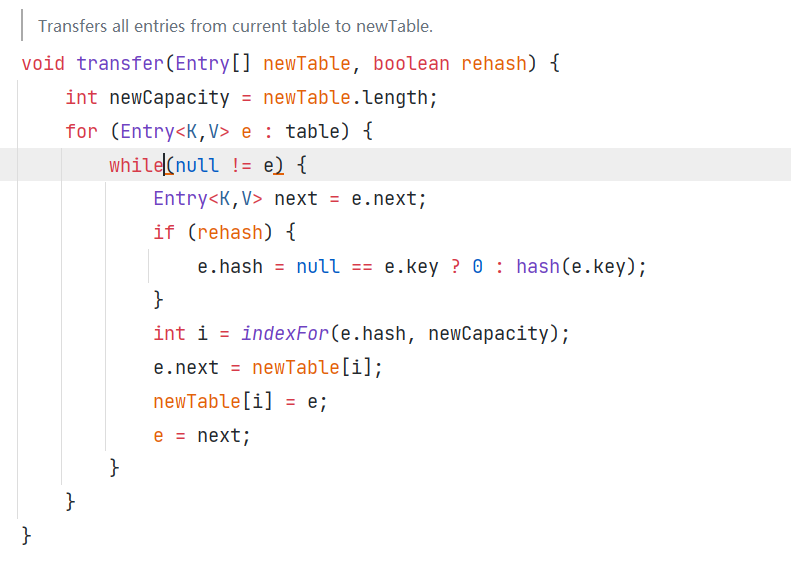 Transfers all entries from current table to newTable.
void transfer(Entry[] newTable, boolean rehash) {
    int newCapacity = newTable.length;
    for (Entry<K,V> e : table) {
        while(null != e) {
            Entry<K,V> next = e.next;
            if (rehash) {
                e.hash = null == e.key ? 0 : hash(e.key);
            }
            int i = indexFor(e.hash, newCapacity);
            e.next = newTable[i];
            newTable[i] = e;
            e = next;
        }
    }
}